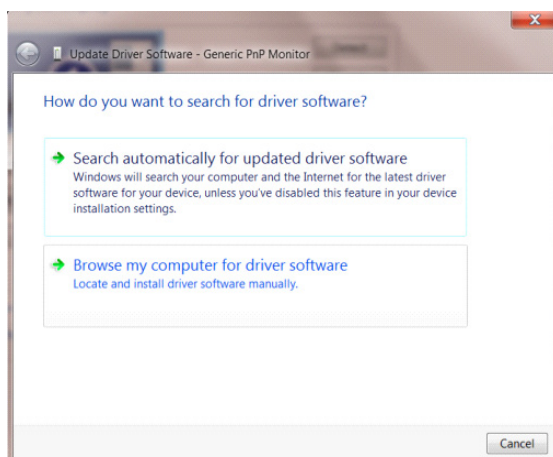 Update Driver Software - Generic PnP Monitor
How do you want to search for driver software?
Search automatically for updated driver software
Windows will search your computer and the Internet for the latest driver
software for your device, unless you've disabled this feature in your device
installation settings.
Browse my computer for driver software
Locate and install driver software manually.
Cancel